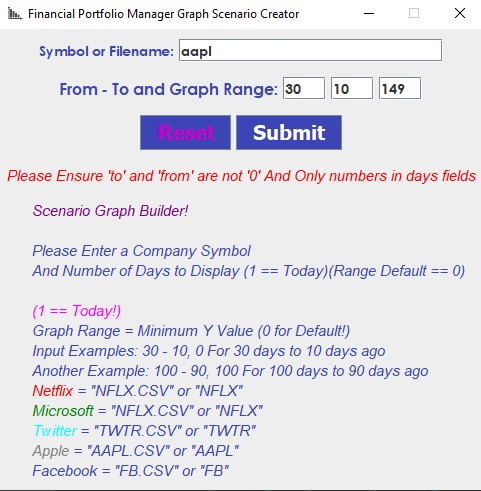 Financial Portfolio Manager Graph Scenario Creator
Symbol or Filename: aapl
From - To and Graph Range: 30 10 149
Reset Submit
Please Ensure 'to' and 'from' are not '0' And Only numbers in days fields
Scenario Graph Builder!
Please Enter a Company Symbol
And Number of Days to Display (1 == Today)(Range Default == 0)
(1 == Today!)
Graph Range = Minimum Y Value (0 for Default!)
Input Examples: 30 - 10, 0 For 30 days to 10 days ago
Another Example: 100 - 90, 100 For 100 days to 90 days ago
Netflix = "NFLX.CSV" or "NFLX"
Microsoft = "NFLX.CSV" or "NFLX"
Twitter = "TWTR.CSV" or "TWTR"
Apple = "AAPL.CSV" or "AAPL"
Facebook = "FB.CSV" or "FB"